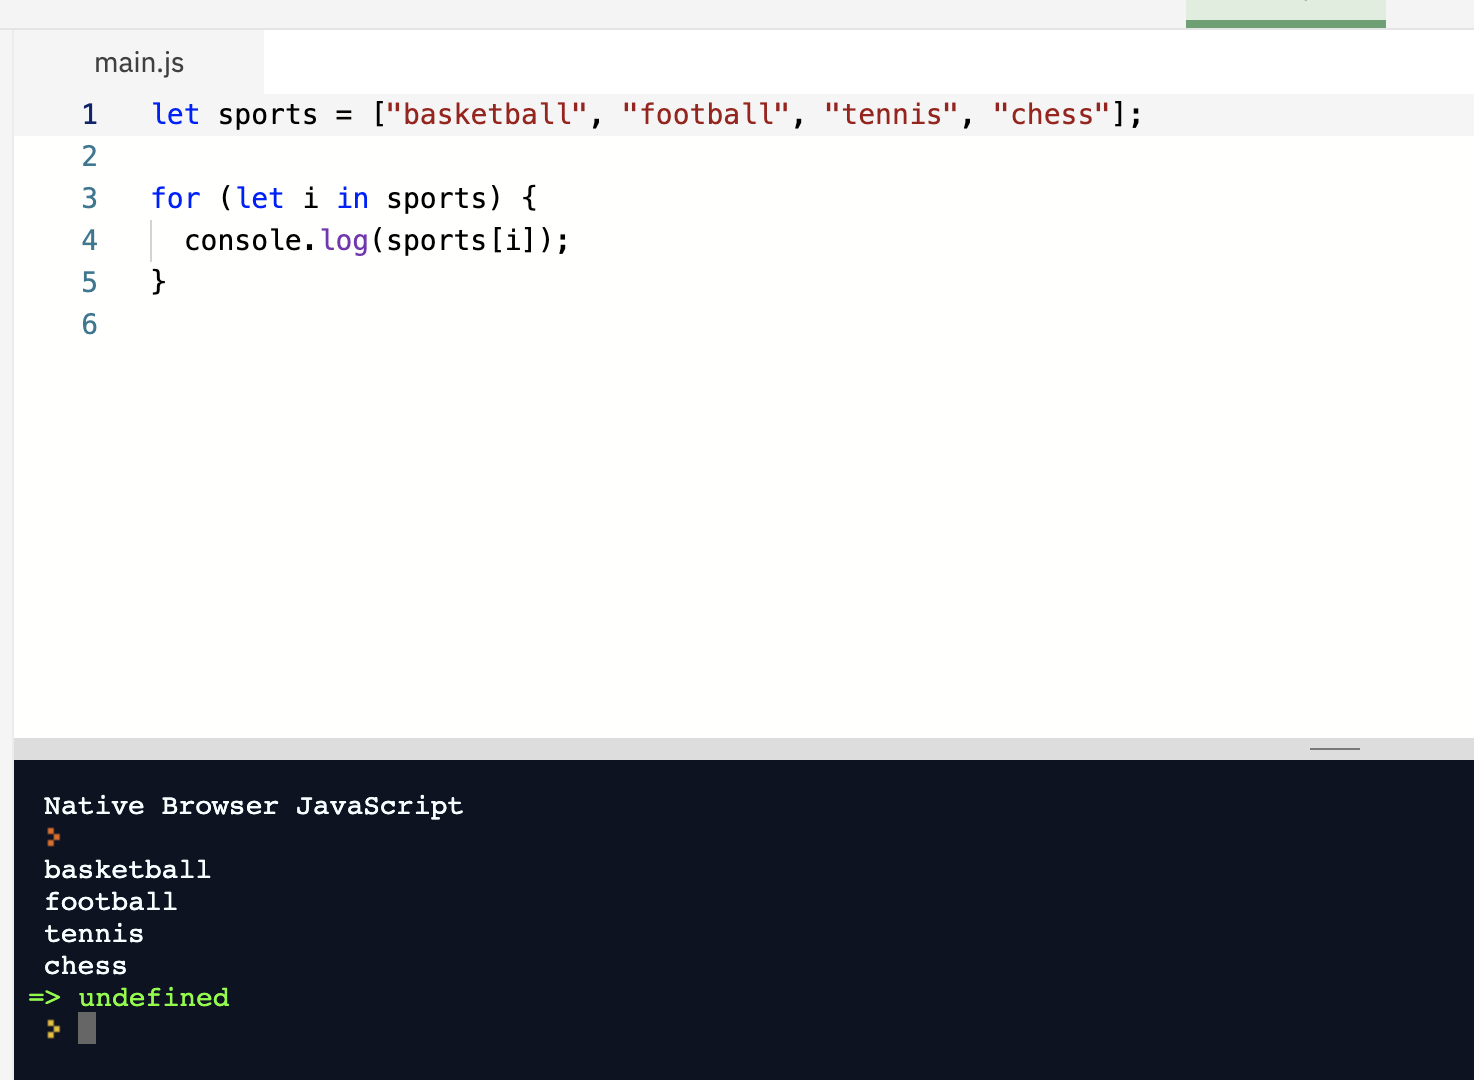 main.js
1 let sports = ["basketball", "football", "tennis", "chess"];
2
3 for (let i in sports) {
4   console.log(sports[i]);
5 }
6
Native Browser JavaScript
basketball
football
tennis
chess
=> undefined